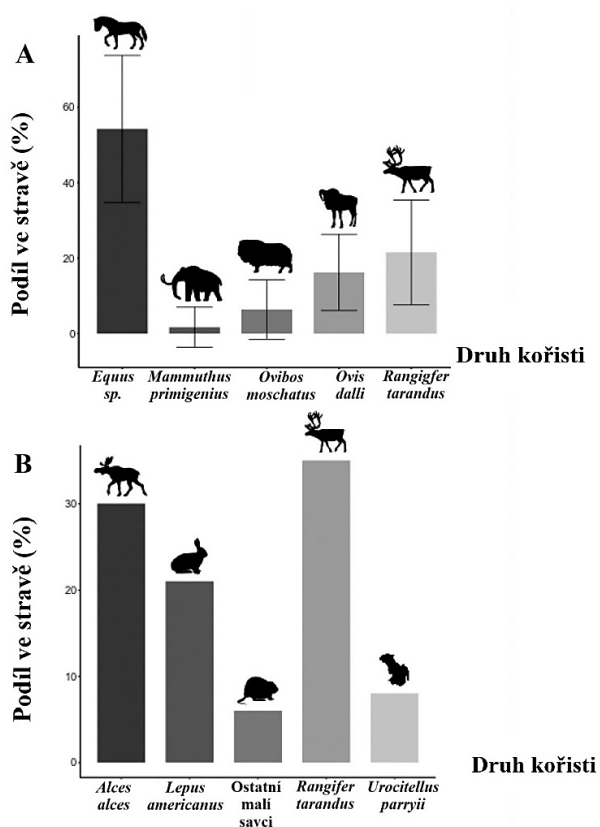 A
Podíl ve stravě (%)
60
40
20
0
Druh kořisti
Equus
sp.
Mammuthus
primigenius
Ovibos
moschatus
Ovis
dalli
Rangigfer
tarandus
B
Podíl ve stravě (%)
30
20
10
0
Druh kořisti
Alces
alces
Lepus
americanus
Ostatní
malí
savci
Rangifer
tarandus
Urocitellus
parryii